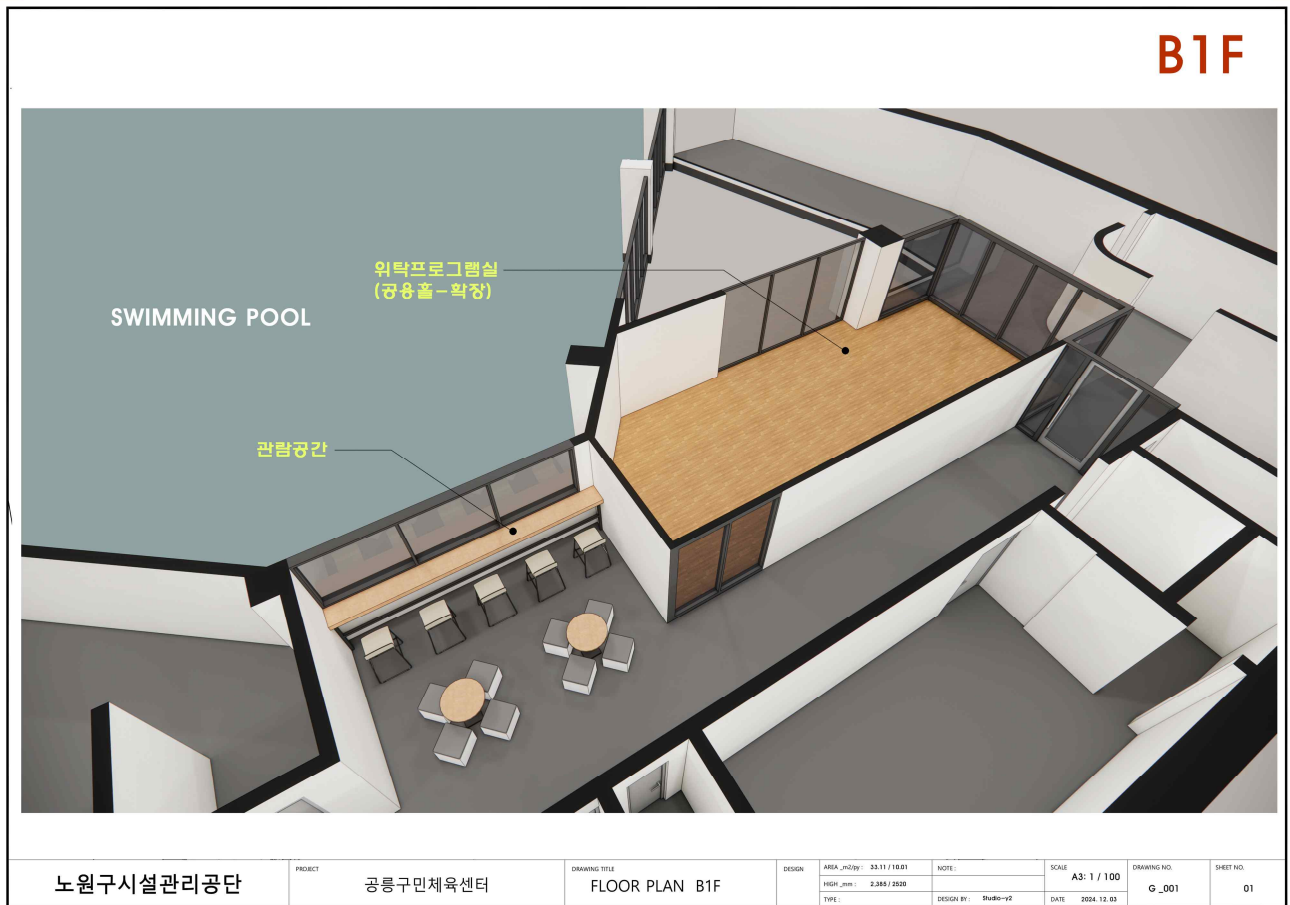 B1F
위탁프로그램실
(공용홀-확장)
SWIMMING POOL
관람공간
노원구시설관리공단
PROJECT
공릉구민체육센터
DRAWING TITLE
FLOOR PLAN B1F
DESIGN
AREA _m2/py : 33.11 / 10.01
HIGH _mm : 2,385 / 2520
TYPE :
NOTE :
DESIGN BY : Studio-y2
SCALE
A3: 1 / 100
DATE 2024. 12. 03
DRAWING NO.
G _001
SHEET NO.
01